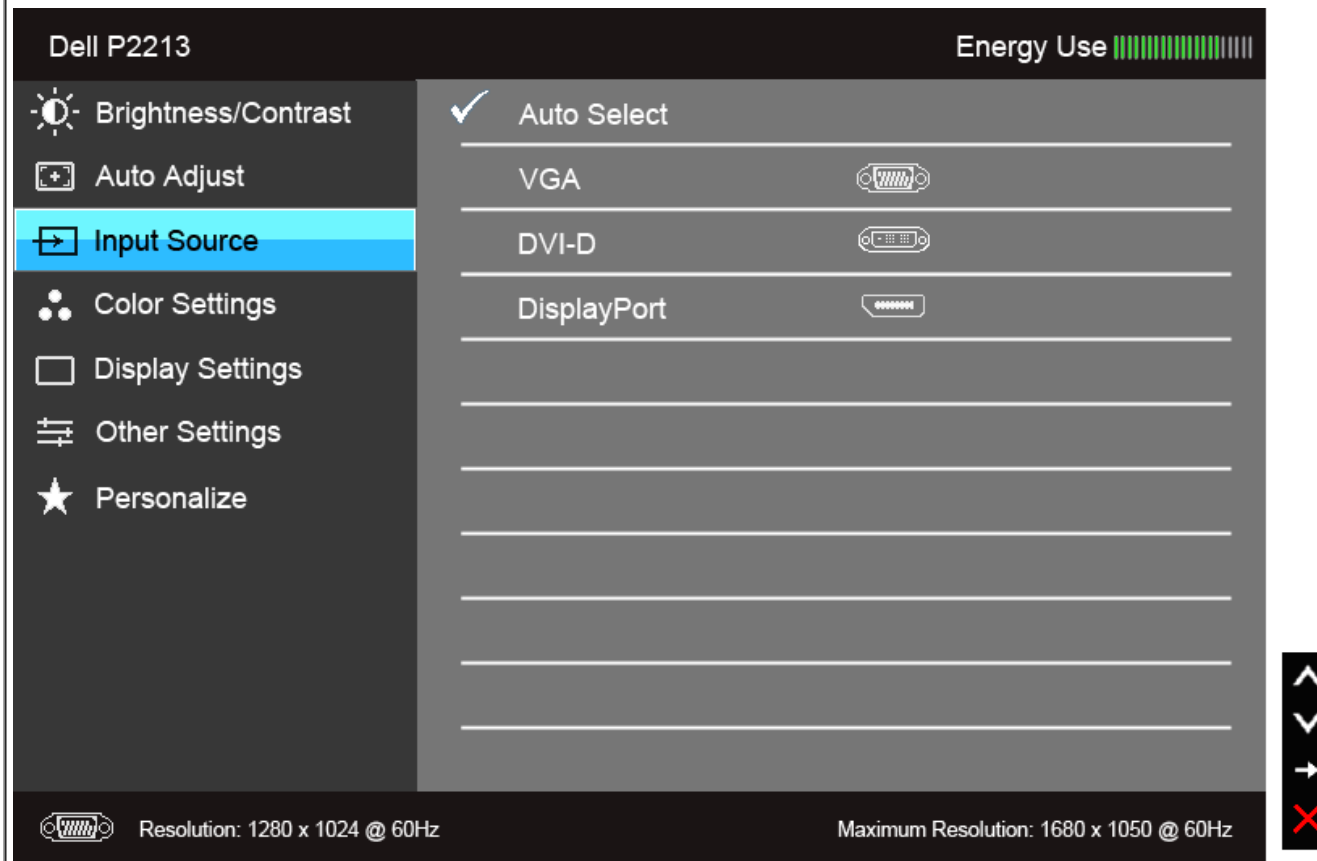 Dell P2213
Energy Use
Brightness/Contrast
Auto Adjust
Input Source
Color Settings
Display Settings
Other Settings
Personalize
Auto Select
VGA
DVI-D
DisplayPort
Resolution: 1280 x 1024 @ 60Hz
Maximum Resolution: 1680 x 1050 @ 60Hz